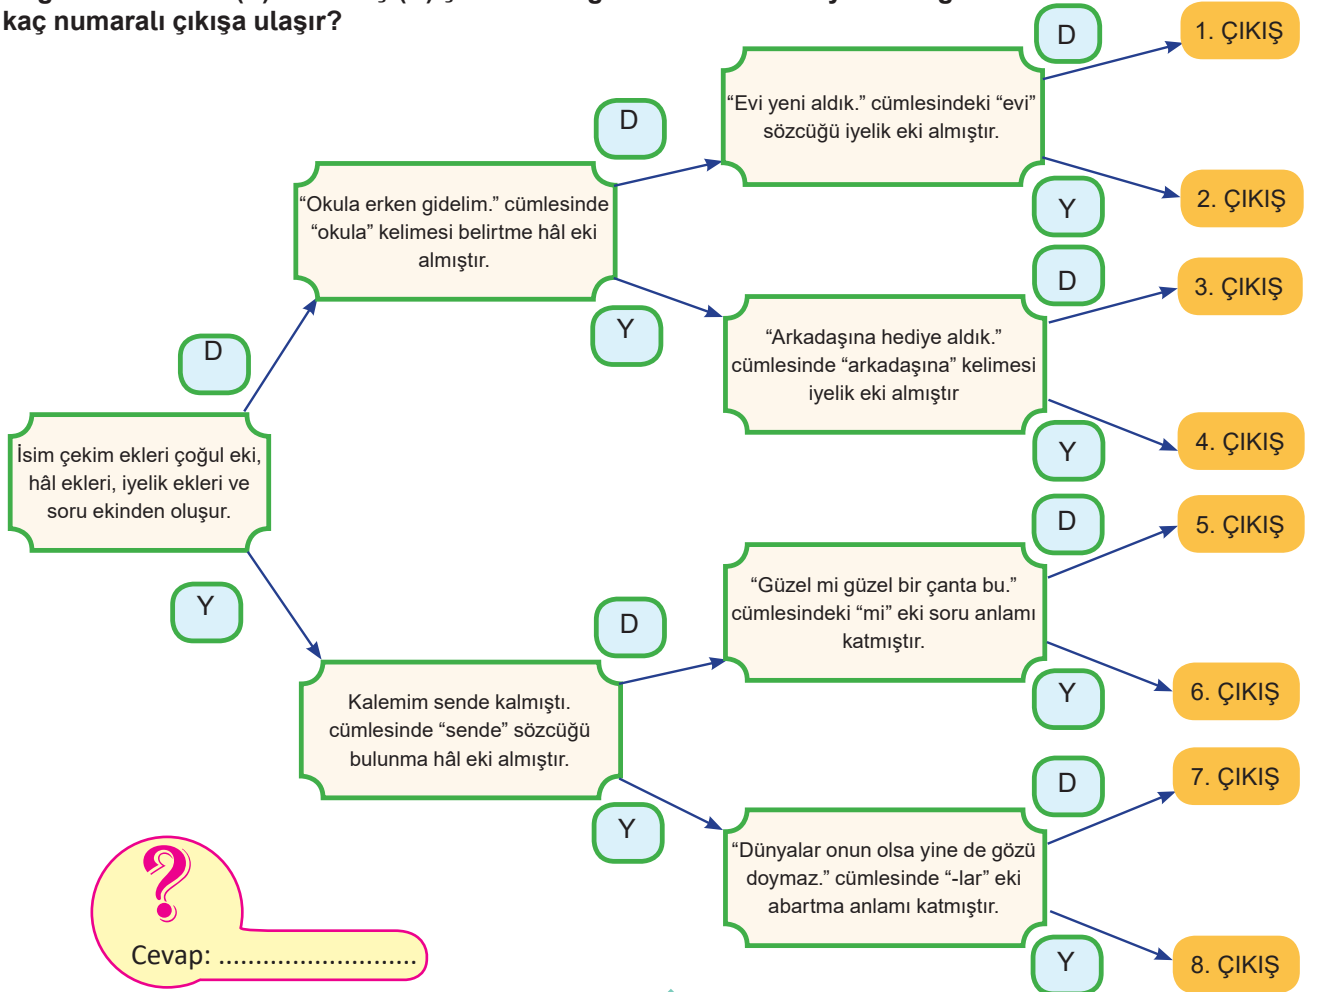 kaç numaralı çıkışa ulaşır?
D
1. ÇIKIŞ
“Evi yeni aldık.” cümlesindeki “evi”
sözcüğü iyelik eki almıştır.
D
Y
2. ÇIKIŞ
“Okula erken gidelim.” cümlesinde
“okula” kelimesi belirtme hâl eki
almıştır.
D
3. ÇIKIŞ
Y
“Arkadaşına hediye aldık.”
cümlesinde “arkadaşına” kelimesi
iyelik eki almıştır
D
Y
4. ÇIKIŞ
İsim çekim ekleri çoğul eki,
hâl ekleri, iyelik ekleri ve
soru ekinden oluşur.
D
5. ÇIKIŞ
Y
“Güzel mi güzel bir çanta bu.”
cümlesindeki “mi” eki soru anlamı
katmıştır.
D
Y
6. ÇIKIŞ
Kalemim sende kalmıştı.
cümlesinde “sende” sözcüğü
bulunma hâl eki almıştır.
D
7. ÇIKIŞ
Y
“Dünyalar onun olsa yine de gözü
doymaz.” cümlesinde “-lar” eki
abartma anlamı katmıştır.
Y
8. ÇIKIŞ
?
Cevap: ...........................